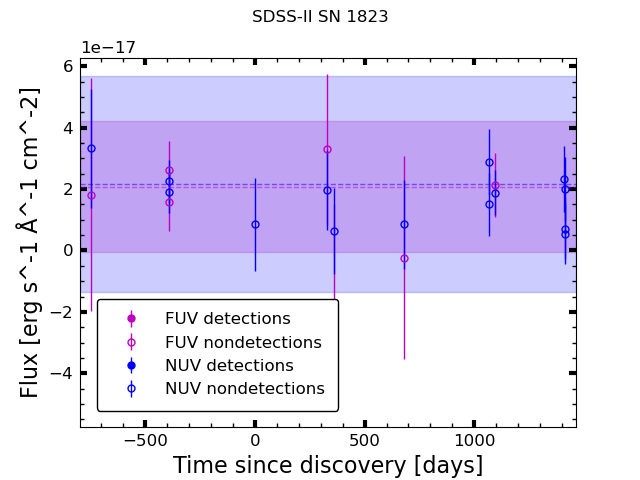 SDSS-II SN 1823
1e−17
6
4
2
0
−2
−4
Flux [erg s^-1 Å^-1 cm^-2]
FUV detections
FUV nondetections
NUV detections
NUV nondetections
−500 0 500 1000
Time since discovery [days]